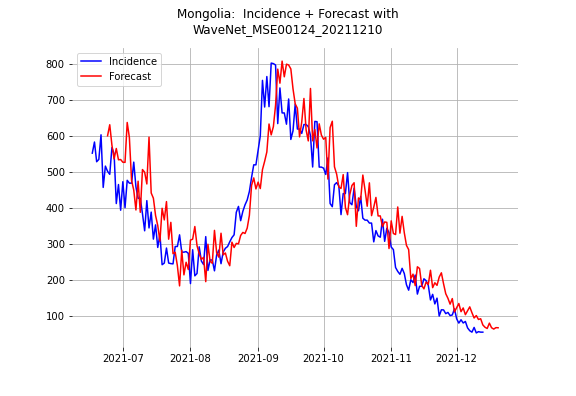 Mongolia:  Incidence + Forecast with
WaveNet_MSE00124_20211210
Incidence
Forecast
800
700
600
500
400
300
200
100
2021-07 2021-08 2021-09 2021-10 2021-11 2021-12